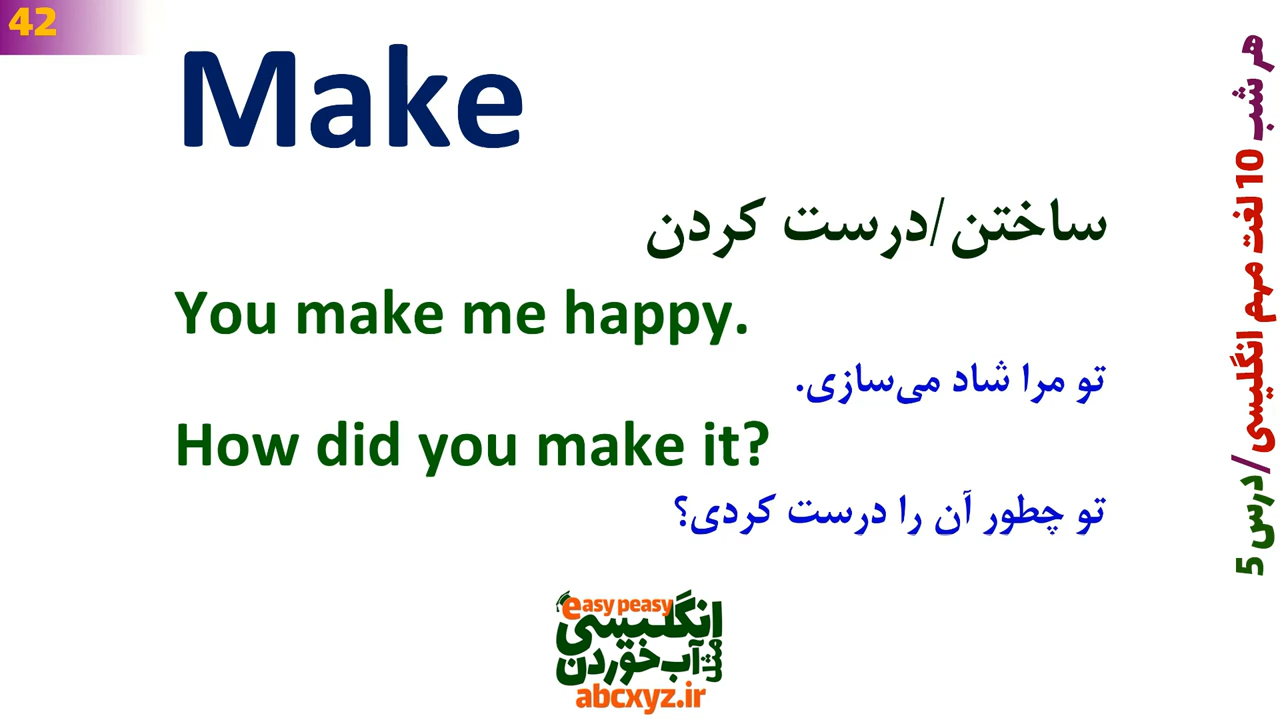 42
Make
ساختن/درست کردن
You make me happy.
تو مرا شاد می‌سازی.
How did you make it?
تو چطور آن را درست کردی؟
هر شب 10 لغت مهم انگلیسی/درس 5
easy peasy
انگلیسی
مثل آب خوردن
abcxyz.ir